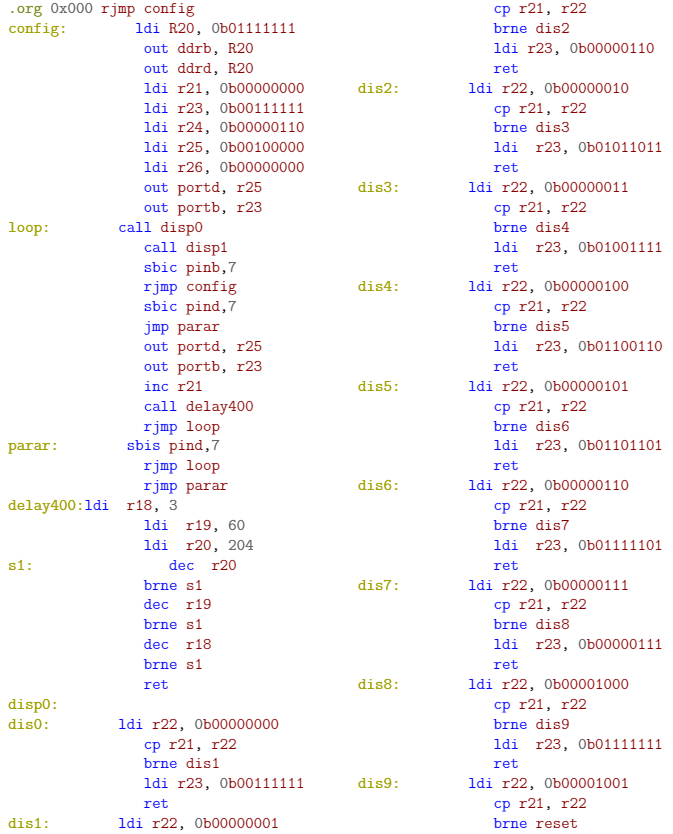 .org 0x000 rjmp config
config: ldi R20, 0b01111111
out ddrb, R20
out ddrd, R20
ldi r21, 0b00000000
ldi r23, 0b00111111
ldi r24, 0b00000110
ldi r25, 0b00100000
ldi r26, 0b00000000
out portd, r25
out portb, r23
loop: call disp0
call disp1
sbic pinb,7
rjmp config
sbic pind,7
jmp parar
out portd, r25
out portb, r23
inc r21
call delay400
rjmp loop
parar: sbis pind,7
rjmp loop
rjmp parar
delay400:ldi r18, 3
ldi r19, 60
ldi r20, 204
s1: dec r20
brne s1
dec r19
brne s1
dec r18
brne s1
ret
disp0:
dis0: ldi r22, 0b00000000
cp r21, r22
brne dis1
ldi r23, 0b00111111
ret
dis1: ldi r22, 0b00000001
cp r21, r22
brne dis2
ldi r23, 0b00000110
ret
dis2: ldi r22, 0b00000010
cp r21, r22
brne dis3
ldi r23, 0b01011011
ret
dis3: ldi r22, 0b00000011
cp r21, r22
brne dis4
ldi r23, 0b01001111
ret
dis4: ldi r22, 0b00000100
cp r21, r22
brne dis5
ldi r23, 0b01100110
ret
dis5: ldi r22, 0b00000101
cp r21, r22
brne dis6
ldi r23, 0b01101101
ret
dis6: ldi r22, 0b00000110
cp r21, r22
brne dis7
ldi r23, 0b01111101
ret
dis7: ldi r22, 0b00000111
cp r21, r22
brne dis8
ldi r23, 0b00000111
ret
dis8: ldi r22, 0b00001000
cp r21, r22
brne dis9
ldi r23, 0b01111111
ret
dis9: ldi r22, 0b00001001
cp r21, r22
brne reset